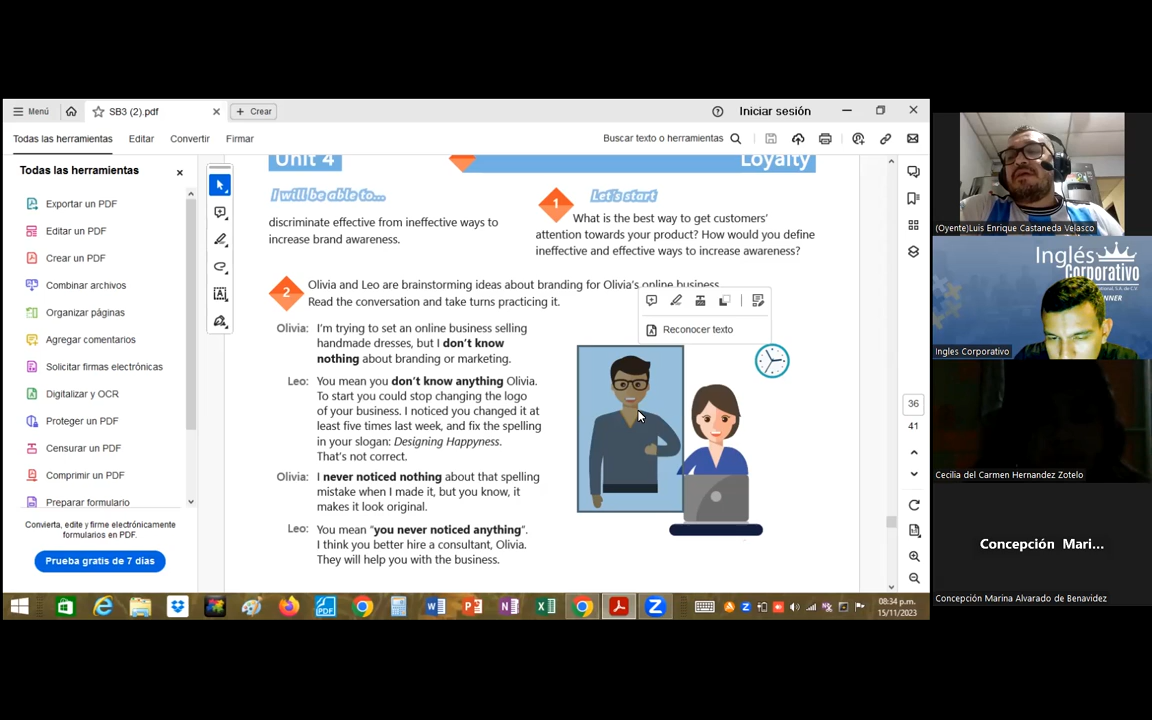 Menú
SB3 (2).pdf
Crear
Iniciar sesión
Todas las herramientas
Editar
Convertir
Firmar
Buscar texto o herramientas
Todas las herramientas
Exportar un PDF
Editar un PDF
Crear un PDF
Combinar archivos
Organizar páginas
Agregar comentarios
Solicitar firmas electrónicas
Digitalizar y OCR
Proteger un PDF
Censurar un PDF
Comprimir un PDF
Preparar formulario
Convierta, edite y firme electrónicamente
formularios en PDF.
Prueba gratis de 7 días
Unit 4
Loyalty
I will be able to...
discriminate effective from ineffective ways to
increase brand awareness.
1
Let's start
What is the best way to get customers'
attention towards your product? How would you define
ineffective and effective ways to increase awareness?
2
Olivia and Leo are brainstorming ideas about branding for Olivia's online business.
Read the conversation and take turns practicing it.
Reconocer texto
Olivia: I'm trying to set an online business selling
handmade dresses, but I don't know
nothing about branding or marketing.
Leo: You mean you don't know anything Olivia.
To start you could stop changing the logo
of your business. I noticed you changed it at
least five times last week, and fix the spelling
in your slogan: Designing Happyness.
That's not correct.
Olivia: I never noticed nothing about that spelling
mistake when I made it, but you know, it
makes it look original.
Leo: You mean "you never noticed anything".
I think you better hire a consultant, Olivia.
They will help you with the business.
36
41
08:34 p.m.
15/11/2023
(Oyente)Luis Enrique Castaneda Velasco
Inglés
Corporativo
Ingles Corporativo
Cecilia del Carmen Hernandez Zotelo
Concepción Mari...
Concepción Marina Alvarado de Benavidez